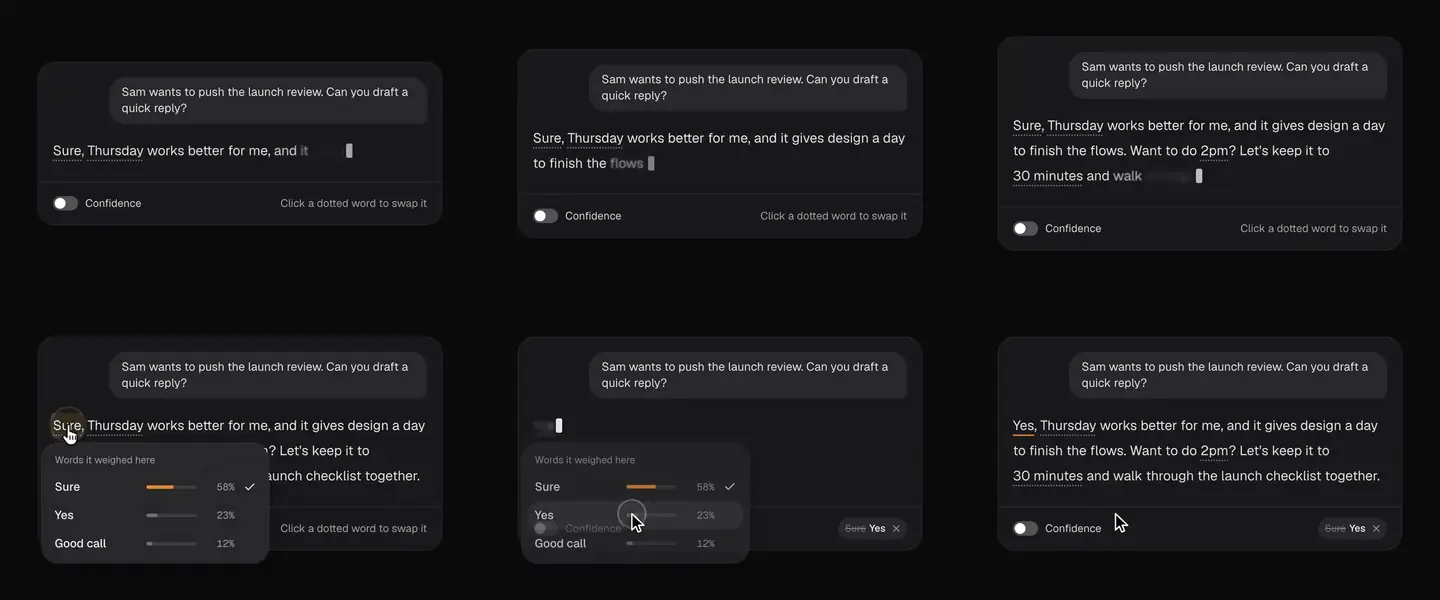 Sam wants to push the launch review. Can you draft a
quick reply?
Sure, Thursday works better for me, and it
Confidence
Click a dotted word to swap it
Sam wants to push the launch review. Can you draft a
quick reply?
Sure, Thursday works better for me, and it gives design a day
to finish the flows
Confidence
Click a dotted word to swap it
Sam wants to push the launch review. Can you draft a
quick reply?
Sure, Thursday works better for me, and it gives design a day
to finish the flows. Want to do 2pm? Let's keep it to
30 minutes and walk
Confidence
Click a dotted word to swap it
Sam wants to push the launch review. Can you draft a
quick reply?
Sure, Thursday works better for me, and it gives design a day
? Let's keep it to
launch checklist together.
Words it weighed here
Sure 58%
Yes 23%
Good call 12%
Click a dotted word to swap it
Sam wants to push the launch review. Can you draft a
quick reply?
Words it weighed here
Sure 58%
Yes 23%
Confidence
Good call 12%
Sure Yes ×
Sam wants to push the launch review. Can you draft a
quick reply?
Yes, Thursday works better for me, and it gives design a day
to finish the flows. Want to do 2pm? Let's keep it to
30 minutes and walk through the launch checklist together.
Confidence
Sure Yes ×